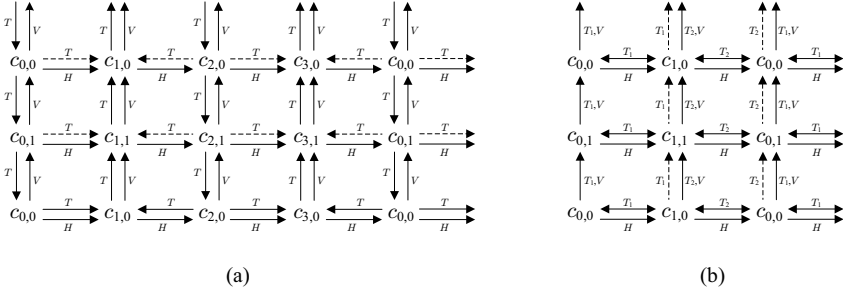 T V T V T V T V T V T₁,V T₁ T₂,V T₂ T₁,V
T T T T T T₁ T₂ T₁
c₀,₀ c₁,₀ c₂,₀ c₃,₀ c₀,₀ c₀,₀ c₁,₀ c₀,₀
H H H H H H H H
T V T V T V T V T V T₁,V T₁ T₂,V T₂ T₁,V
T T T T T T₁ T₂ T₁
c₀,₁ c₁,₁ c₂,₁ c₃,₁ c₀,₁ c₀,₁ c₁,₁ c₀,₁
H H H H H H H H
T V T V T V T V T V T₁,V T₁ T₂,V T₂ T₁,V
T T T T T T₁ T₂ T₁
c₀,₀ c₁,₀ c₂,₀ c₃,₀ c₀,₀ c₀,₀ c₁,₀ c₀,₀
H H H H H H H H
(a) (b)